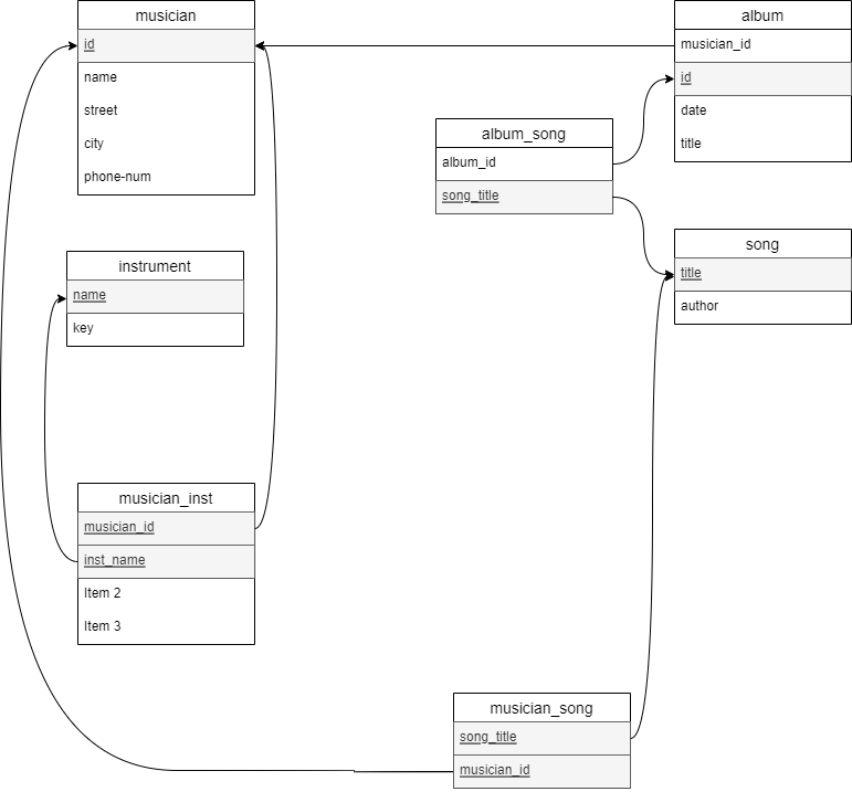 musician
id
name
street
city
phone-num
album
musician_id
id
date
title
album_song
album_id
song_title
song
title
author
instrument
name
key
musician_inst
musician_id
inst_name
Item 2
Item 3
musician_song
song_title
musician_id